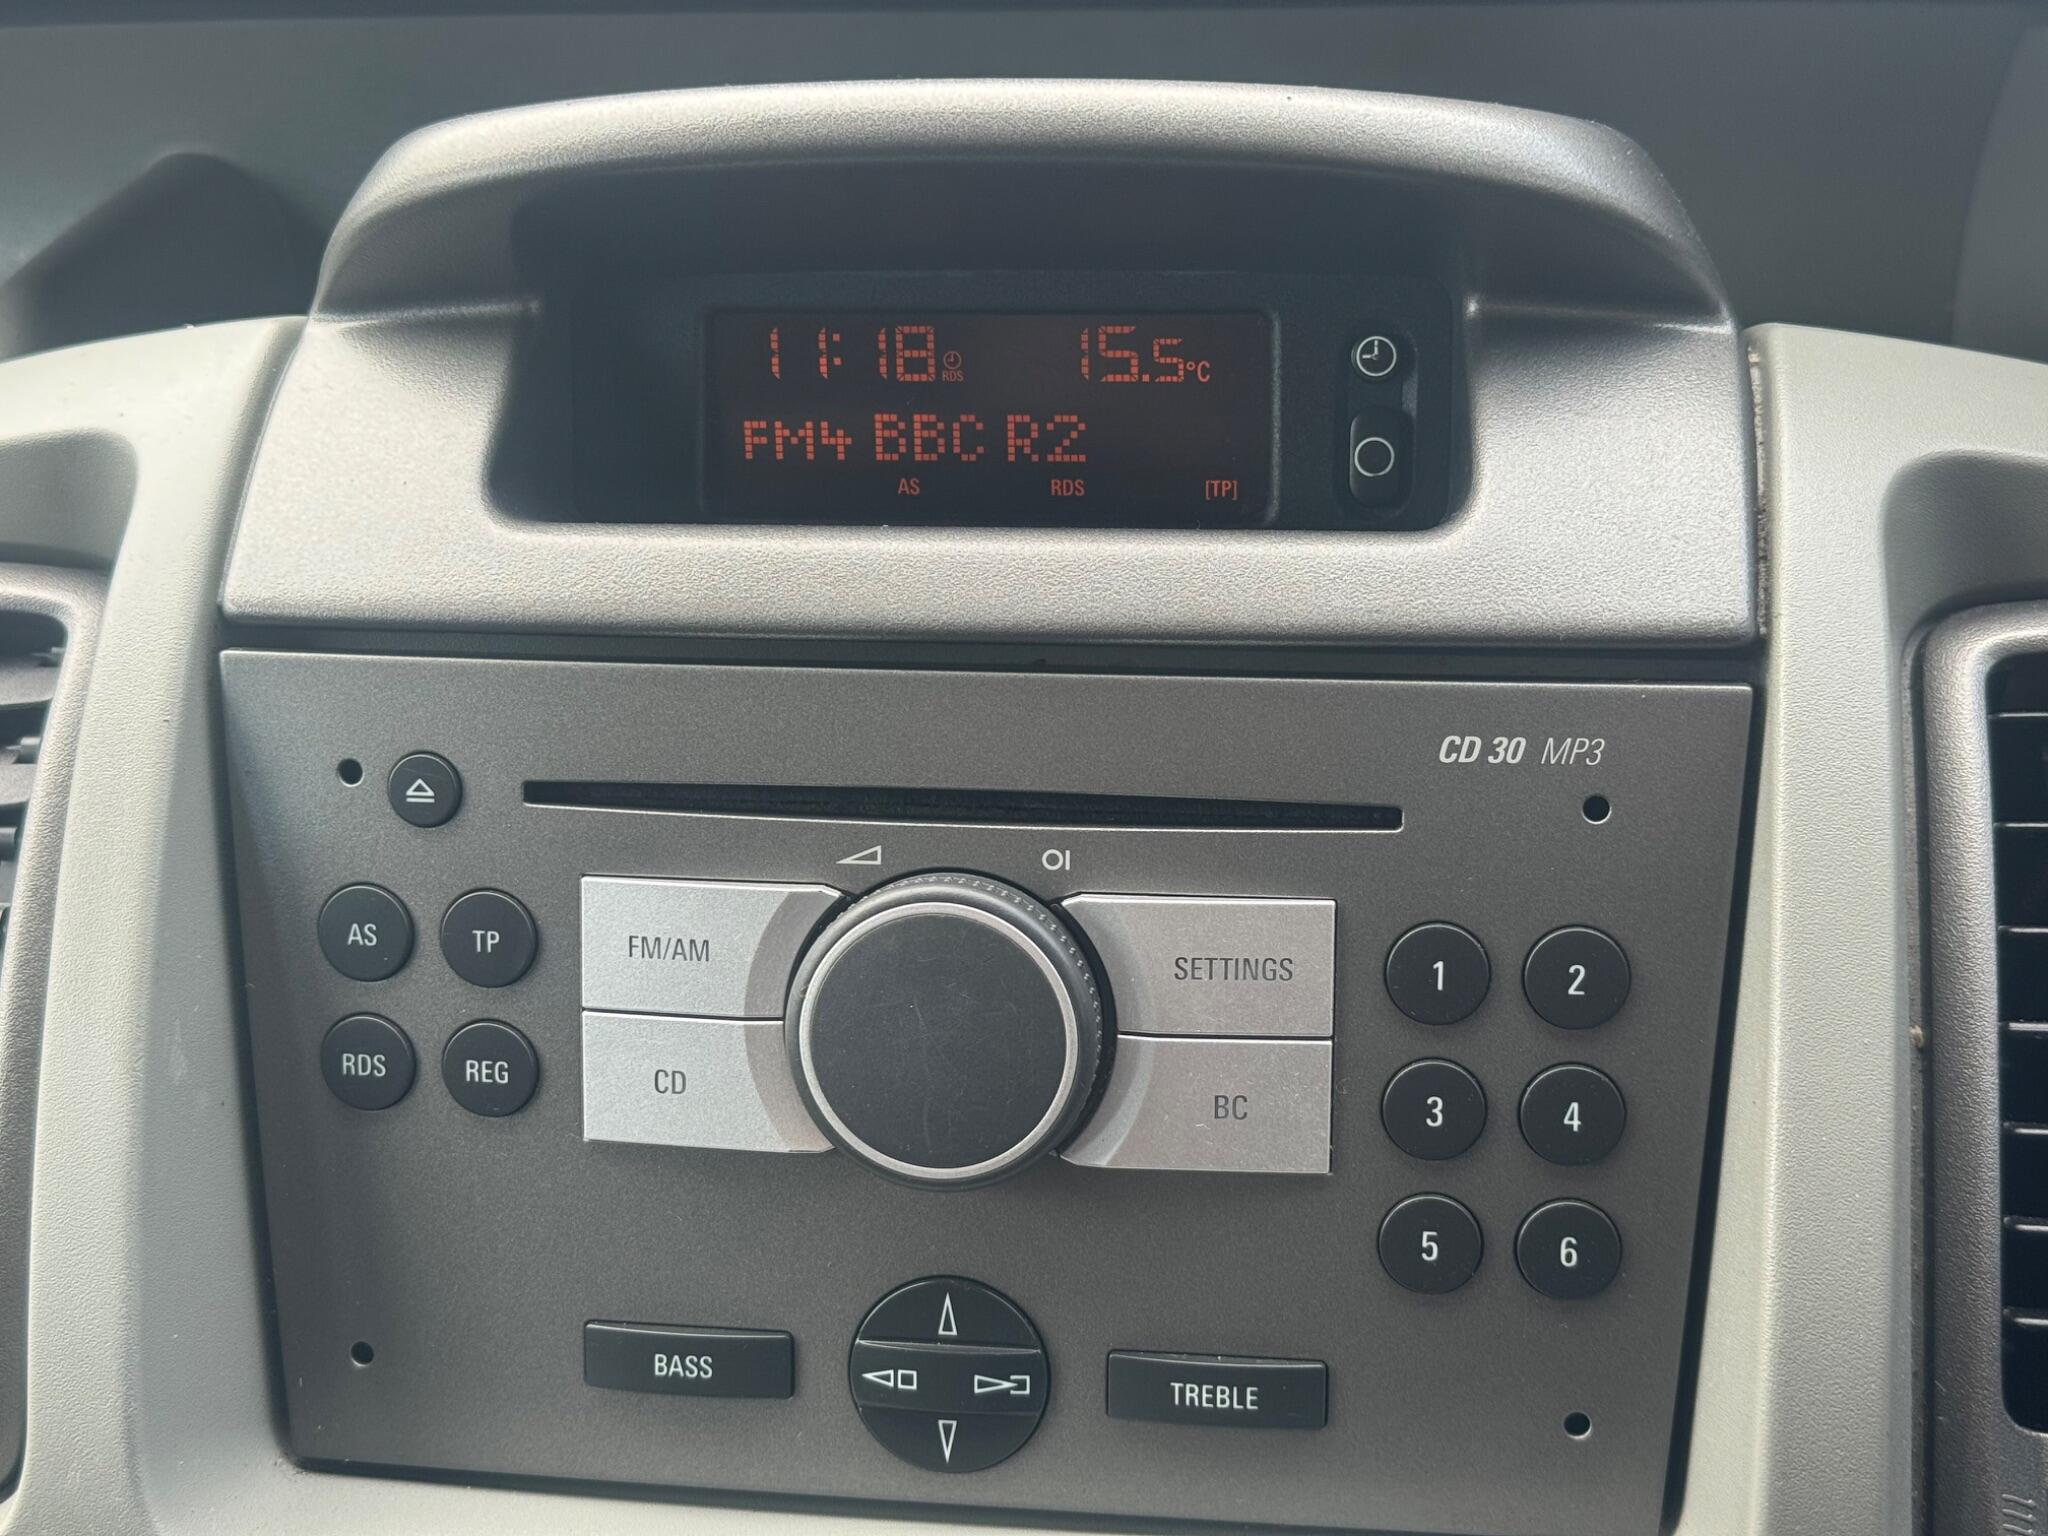 11:18 RDS 15.5°C
FM4 BBC R2
AS RDS [TP]
CD 30 MP3
AS TP
RDS REG
FM/AM
CD
SETTINGS
BC
1 2
3 4
5 6
BASS
TREBLE